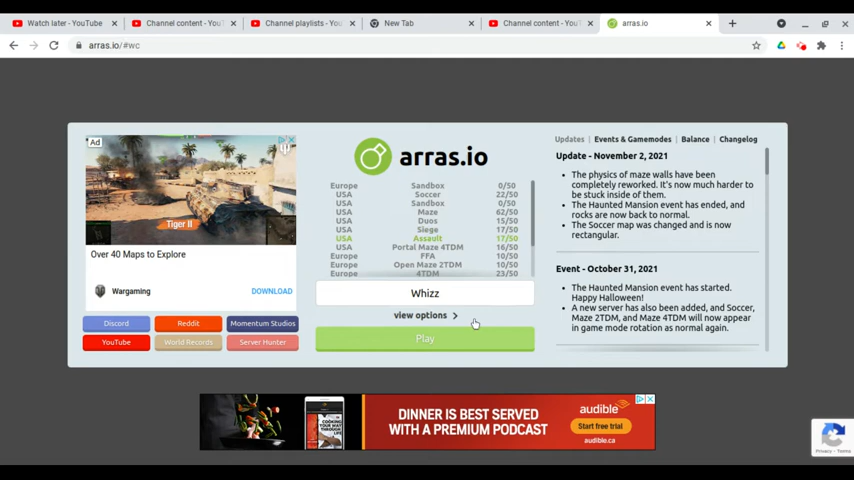 Watch later - YouTube
Channel content - YouT
Channel playlists - You
New Tab
Channel content - YouT
arras.io
arras.io/#wc
Ad
Tiger II
Over 40 Maps to Explore
Wargaming
DOWNLOAD
Discord
Reddit
Momentum Studios
YouTube
World Records
Server Hunter
arras.io
Europe Sandbox 0/50
USA Soccer 22/50
USA Sandbox 0/50
USA Maze 62/50
USA Duos 15/50
USA Siege 17/50
USA Assault 17/50
USA Portal Maze 4TDM 16/50
Europe FFA 10/50
Europe Open Maze 2TDM 10/50
Europe 4TDM 23/50
Whizz
view options >
Play
Updates | Events & Gamemodes | Balance | Changelog
Update - November 2, 2021
• The physics of maze walls have been
completely reworked. It's now much harder to
be stuck inside of them.
• The Haunted Mansion event has ended, and
rocks are now back to normal.
• The Soccer map was changed and is now
rectangular.
Event - October 31, 2021
• The Haunted Mansion event has started.
Happy Halloween!
• A new server has also been added, and Soccer,
Maze 2TDM, and Maze 4TDM will now appear
in game mode rotation as normal again.
DINNER IS BEST SERVED
WITH A PREMIUM PODCAST
audible
Start free trial
audible.ca
Privacy - Terms